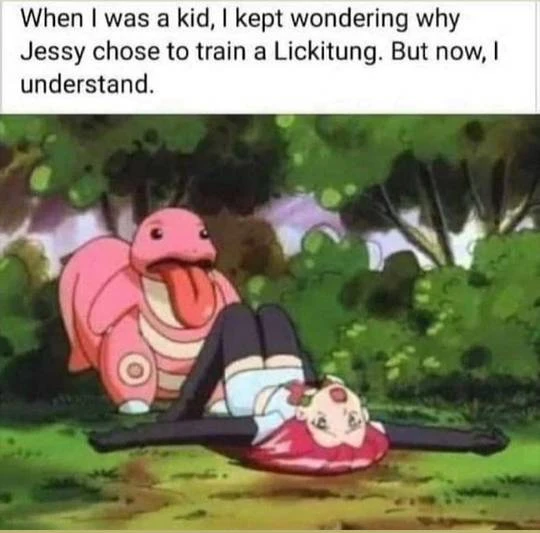 When I was a kid, I kept wondering why
Jessy chose to train a Lickitung. But now, I
understand.